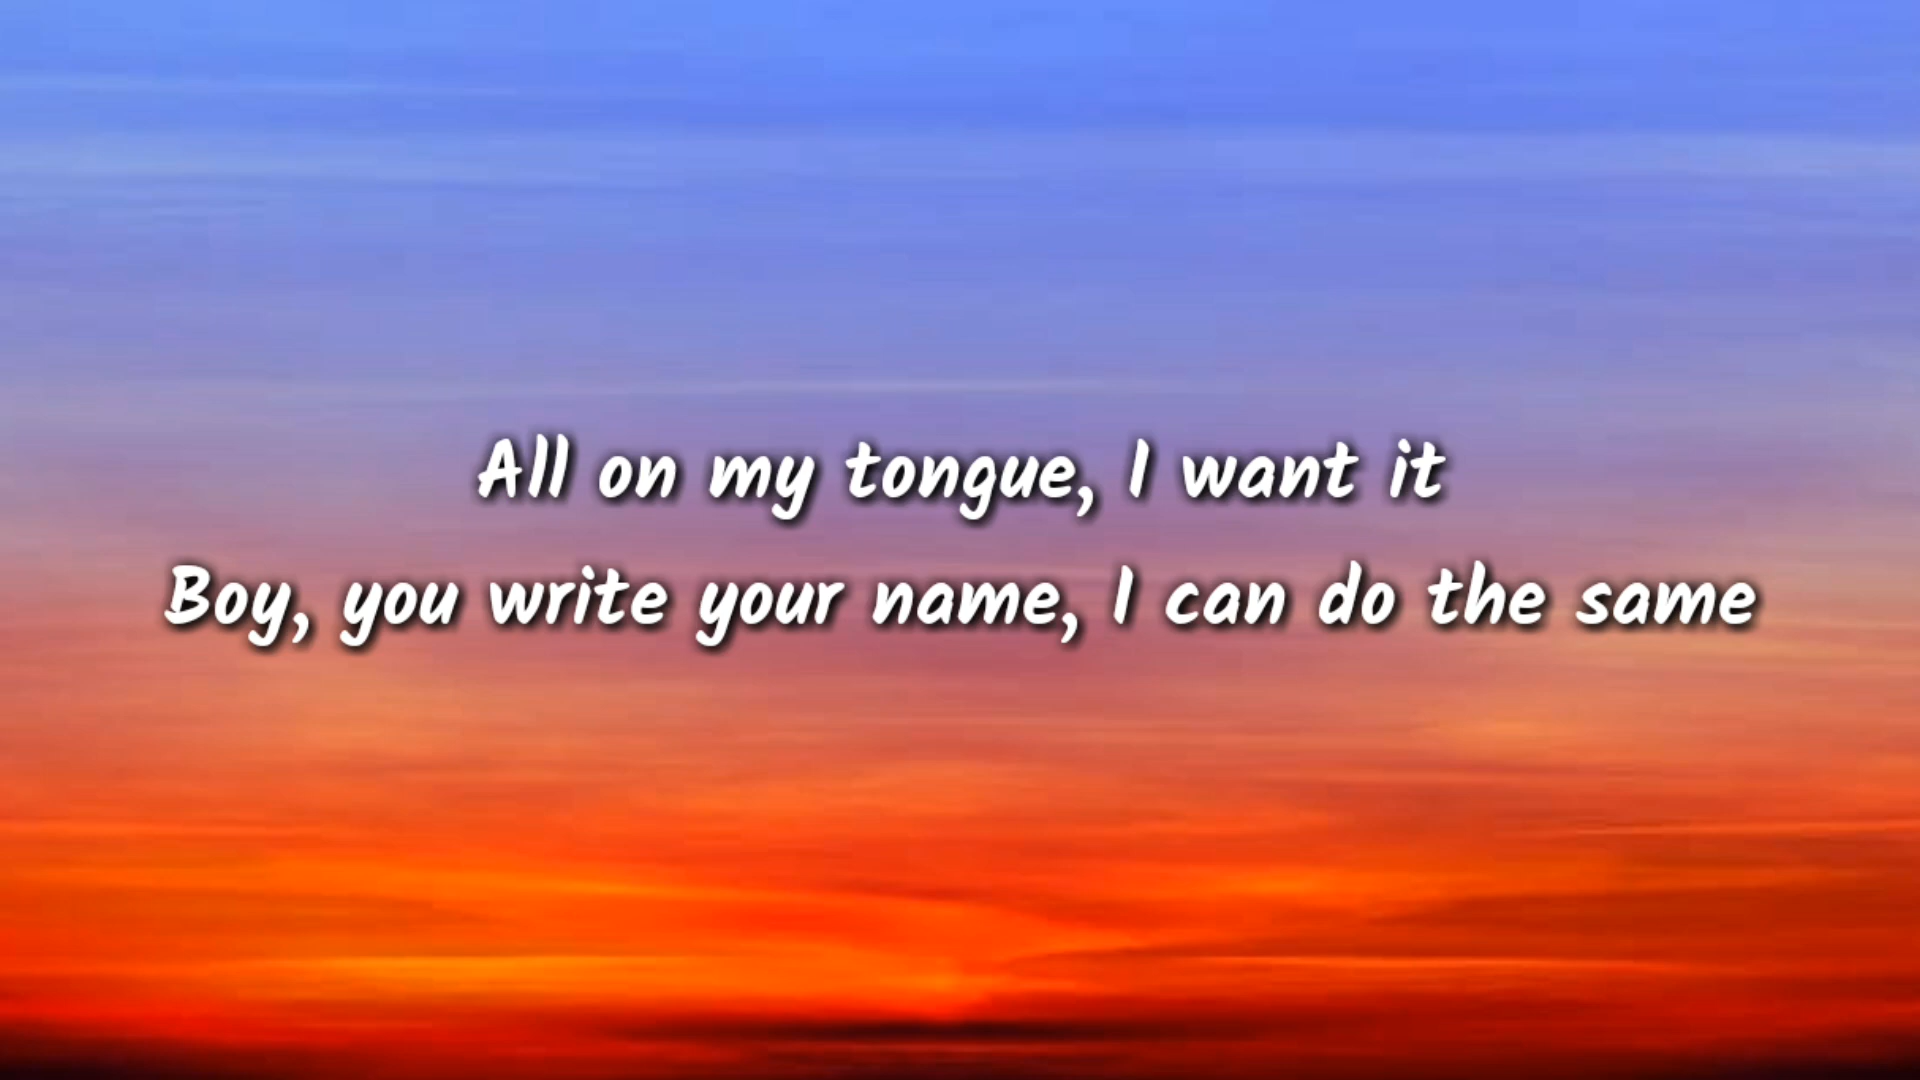 All on my tongue, I want it
Boy, you write your name, I can do the same